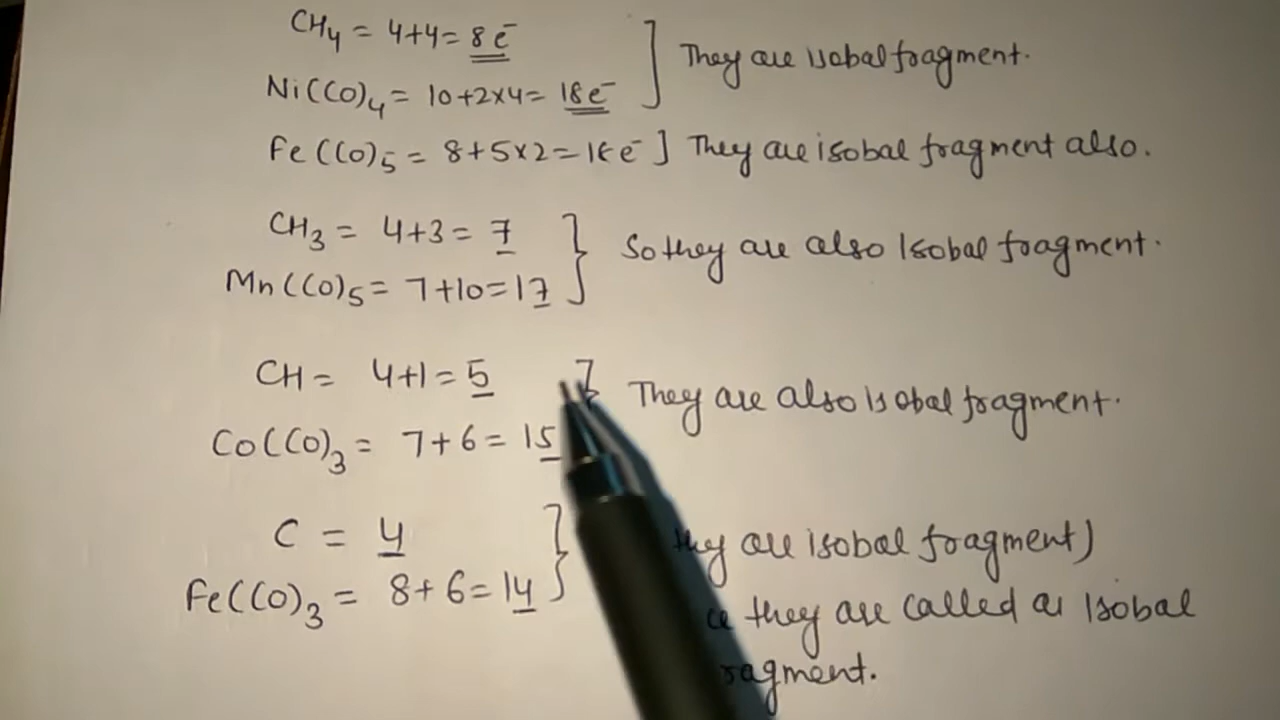 CH4 = 4+4= 8e-
] They are isobal fragment.
Ni(CO)4 = 10+2x4= 18e-
Fe(CO)5 = 8+5x2=18e- ] They are isobal fragment also.
CH3 = 4+3= 7
} So they are also Isobal fragment.
Mn(CO)5= 7+10=17
CH= 4+1=5
They are also Isobal fragment.
Co(CO)3= 7+6= 15
C = 4
} are isobal fragment)
Fe(CO)3= 8+6=14
they are called as Isobal